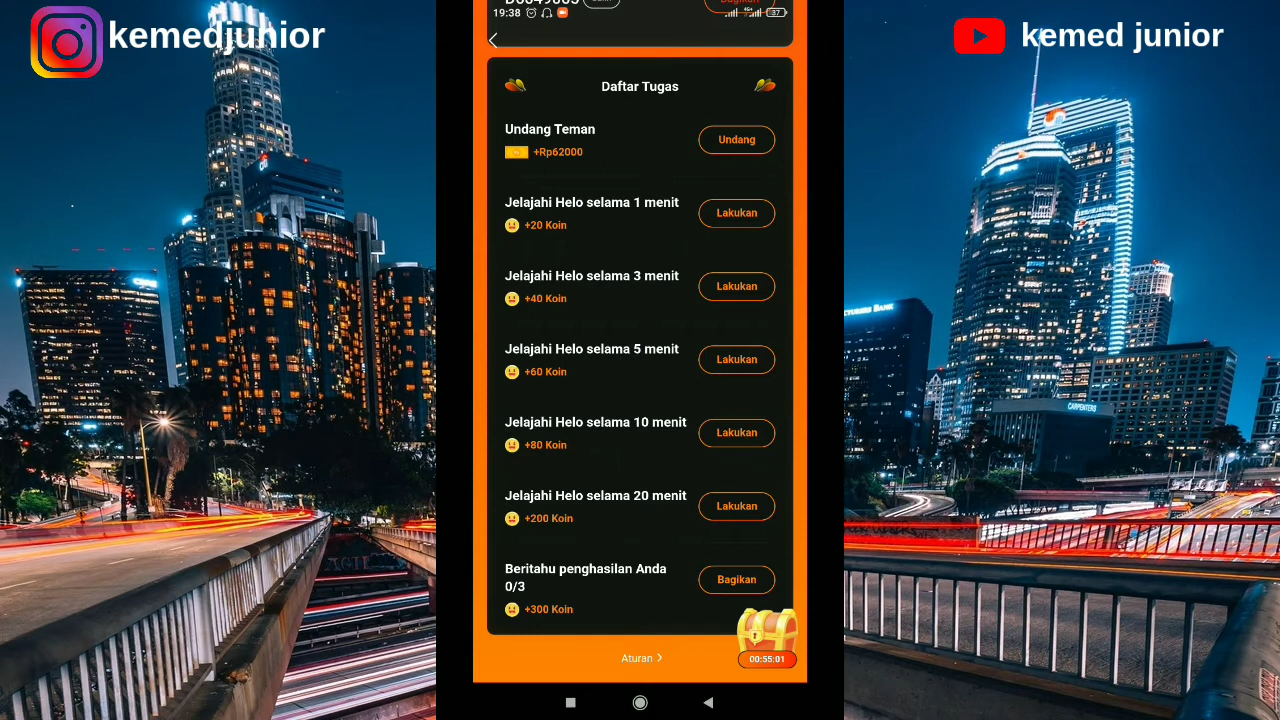 kemedjunior
kemed junior
19:38
37
Daftar Tugas
Undang Teman
+Rp62000
Undang
Jelajahi Helo selama 1 menit
+20 Koin
Lakukan
Jelajahi Helo selama 3 menit
+40 Koin
Lakukan
Jelajahi Helo selama 5 menit
+60 Koin
Lakukan
Jelajahi Helo selama 10 menit
+80 Koin
Lakukan
Jelajahi Helo selama 20 menit
+200 Koin
Lakukan
Beritahu penghasilan Anda
0/3
+300 Koin
Bagikan
00:55:01
Aturan
CARPENTERS